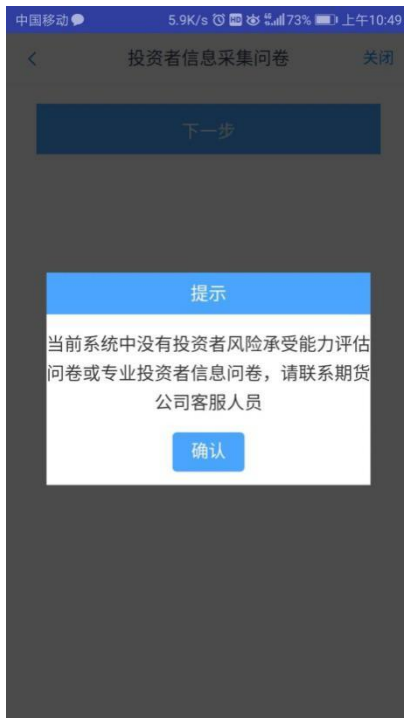 中国移动 5.9K/s HD 4G 73% 上午10:49
投资者信息采集问卷 关闭
下一步
提示
当前系统中没有投资者风险承受能力评估
问卷或专业投资者信息问卷，请联系期货
公司客服人员
确认